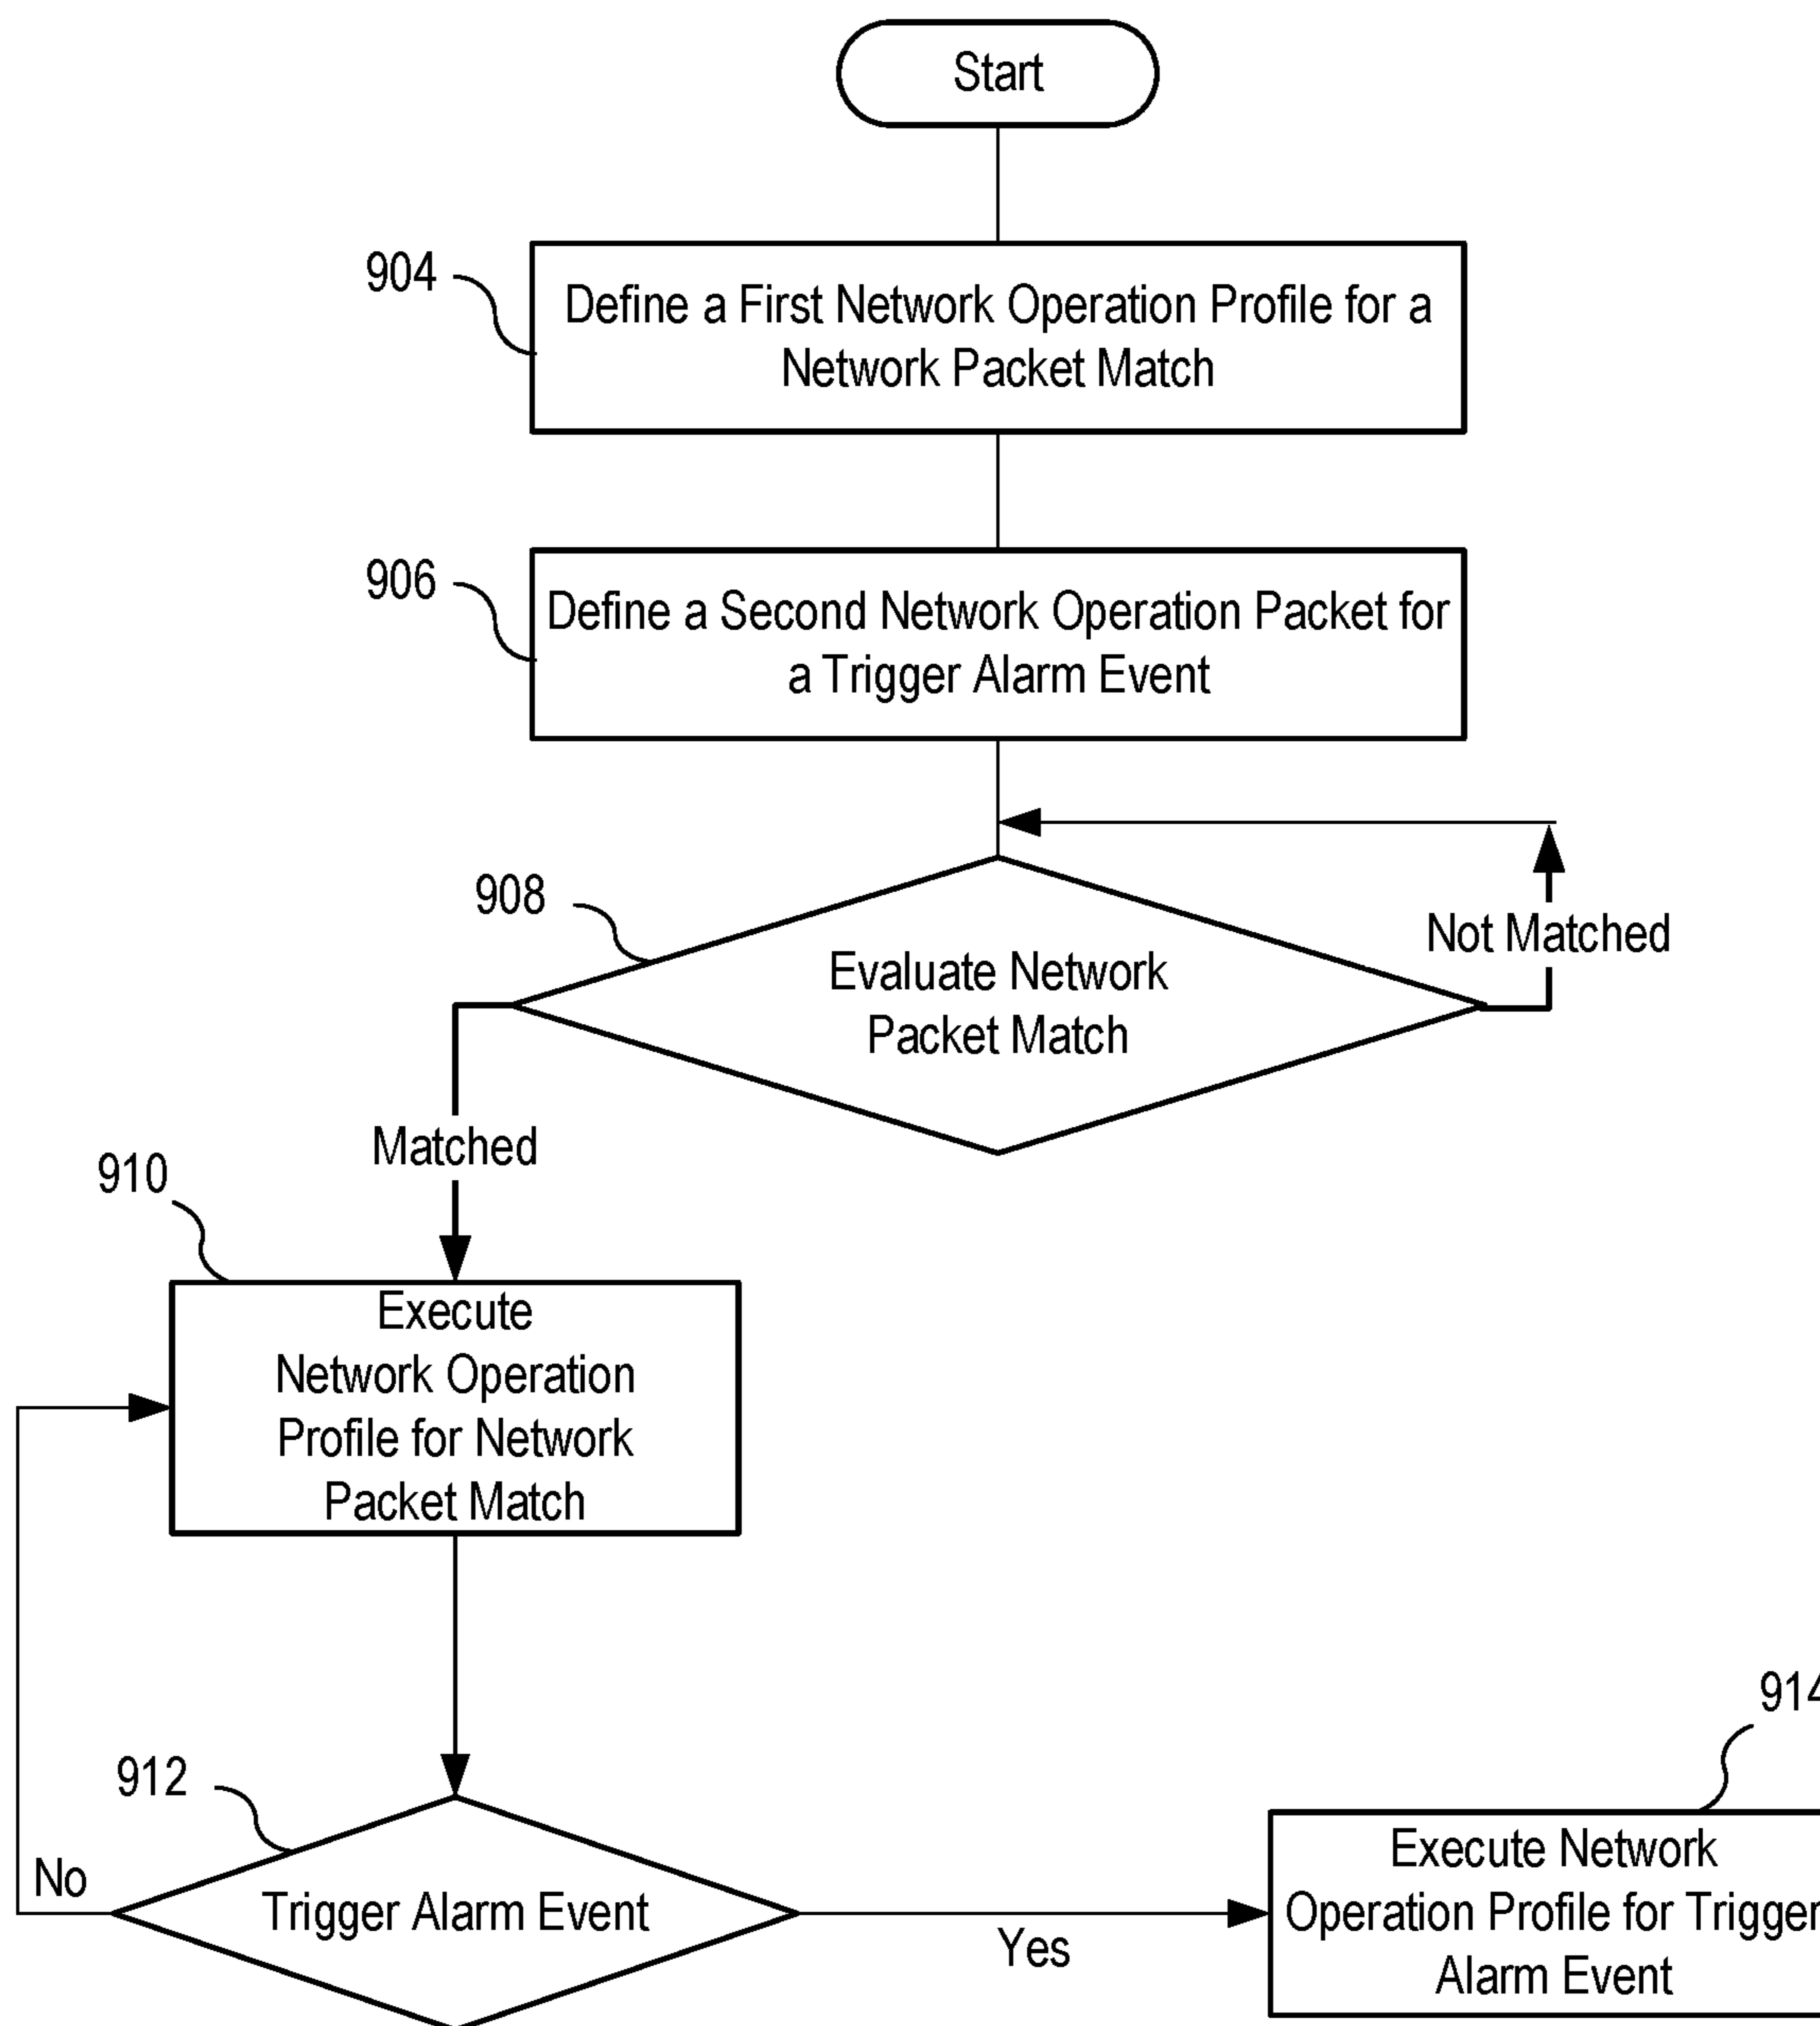 Start
904
Define a First Network Operation Profile for a
Network Packet Match
906
Define a Second Network Operation Packet for
a Trigger Alarm Event
908
Evaluate Network
Packet Match
Not Matched
Matched
910
Execute
Network Operation
Profile for Network
Packet Match
912
Trigger Alarm Event
No
Yes
914
Execute Network
Operation Profile for Trigger
Alarm Event